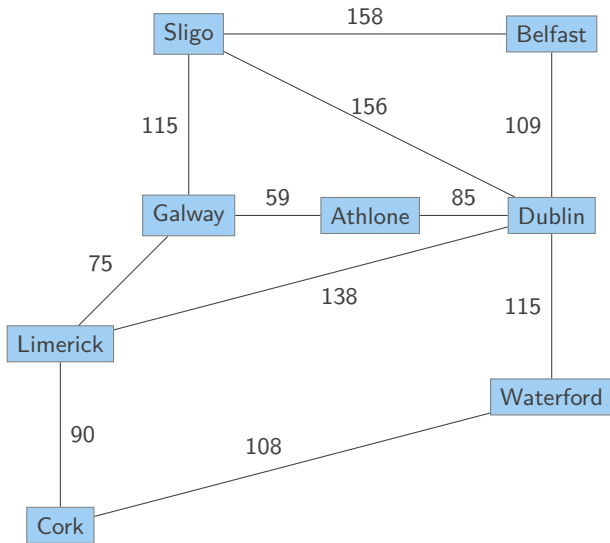 158
Sligo
Belfast
156
115
109
59
85
Galway
Athlone
Dublin
75
138
115
Limerick
Waterford
90
108
Cork